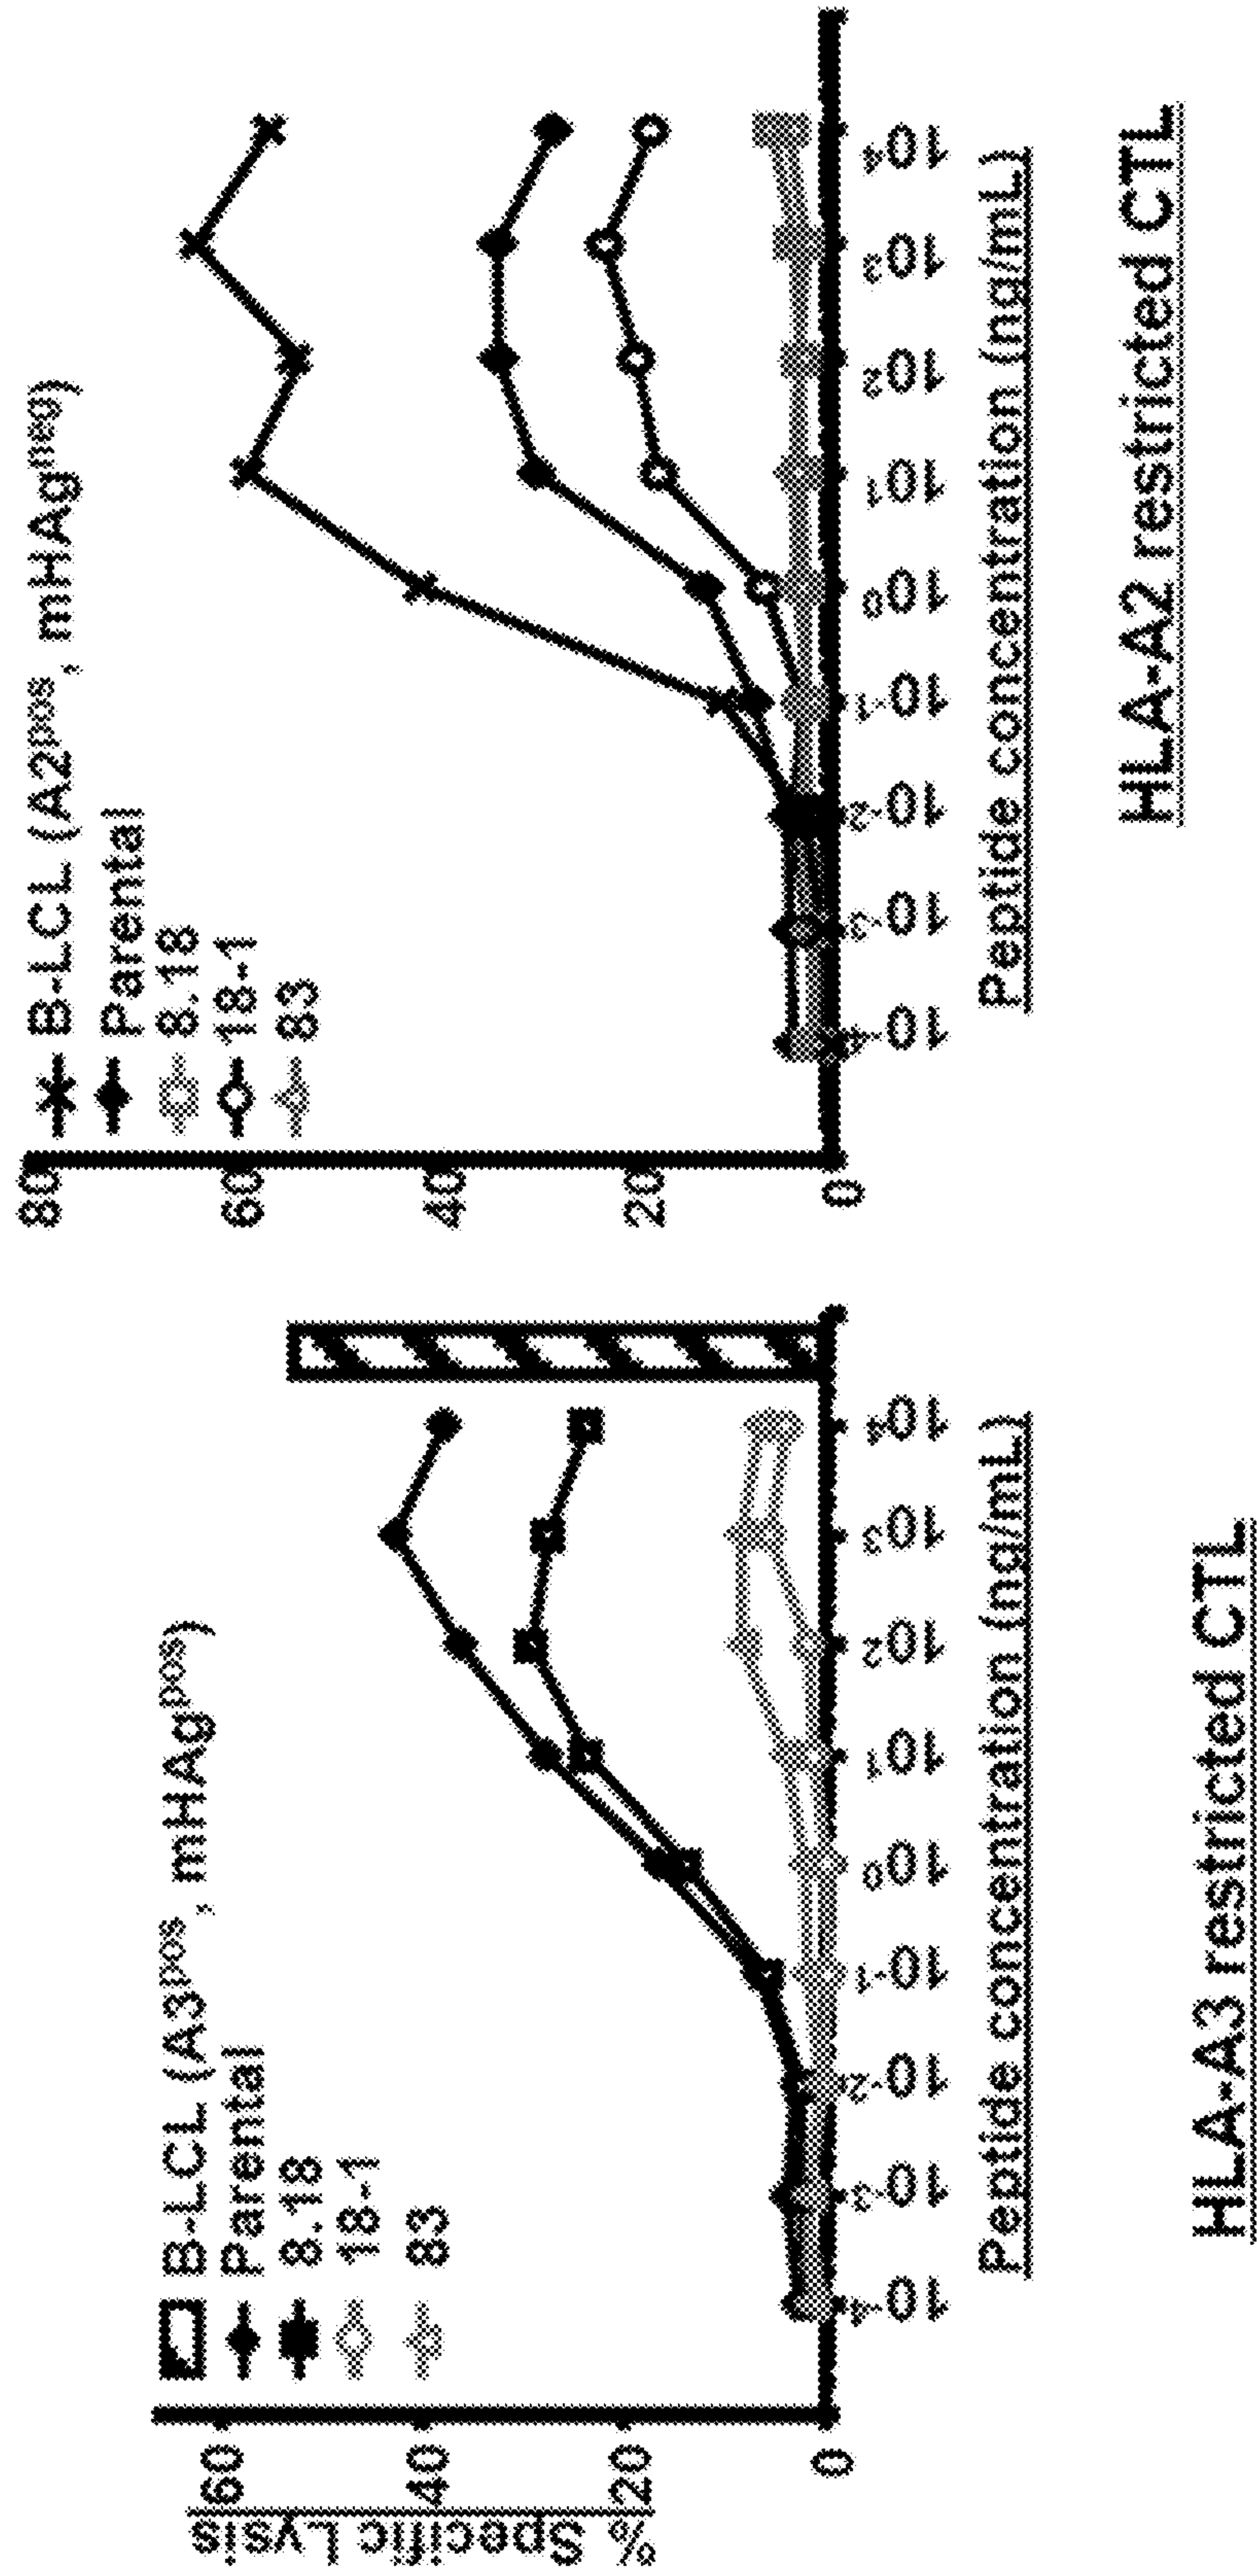 % Specific Lysis
60
40
20
0
B-LCL (A3pos, mHAgpos)
Parental
8.18
18-1
83
10-4 10-3 10-2 10-1 100 101 102 103 104
Peptide concentration (ng/mL)
HLA-A3 restricted CTL
80
60
40
20
0
B-LCL (A2pos, mHAgneg)
Parental
8.18
18-1
83
10-4 10-3 10-2 10-1 100 101 102 103 104
Peptide concentration (ng/mL)
HLA-A2 restricted CTL